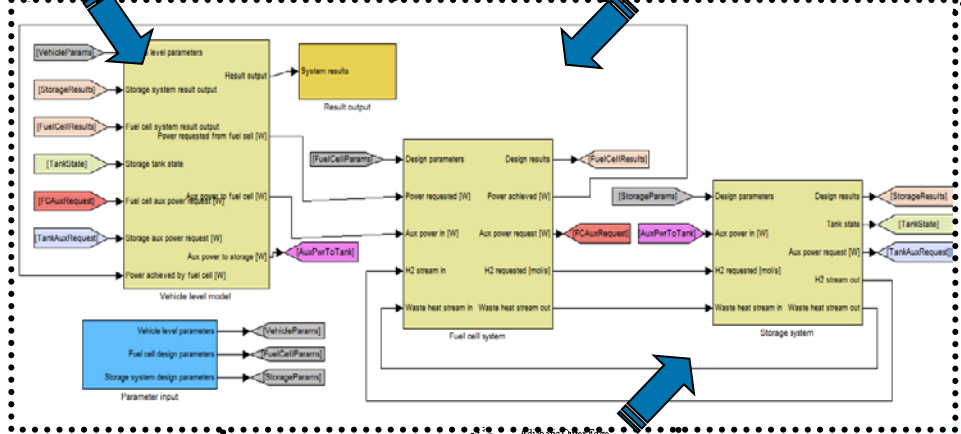 [VehicleParams]
level parameters
Result output
System results
Result output
[StorageResults]
Storage system result output
[FuelCellResults]
Fuel cell system result output
Power requested from fuel cell [W]
[TankState]
Storage tank state
[FCAuxRequest]
Fuel cell aux power request [W]
Aux power to fuel cell [W]
[TankAuxRequest]
Storage aux power request [W]
Aux power to storage [W]
[AuxPwrToTank]
Power achieved by fuel cell [W]
Vehicle level model
[FuelCellParams]
Design parameters
Design results
[FuelCellResults]
Power requested [W]
Power achieved [W]
Aux power in [W]
Aux power request [W]
[FCAuxRequest]
H2 stream in
H2 requested [mol/s]
Waste heat stream in
Waste heat stream out
Fuel cell system
[StorageParams]
Design parameters
Design results
[StorageResults]
Tank state
[TankState]
[AuxPwrToTank]
Aux power in [W]
Aux power request [W]
[TankAuxRequest]
H2 requested [mol/s]
H2 stream out
Waste heat stream in
Waste heat stream out
Storage system
Vehicle level parameters
[VehicleParams]
Fuel cell design parameters
[FuelCellParams]
Storage system design parameters
[StorageParams]
Parameter input